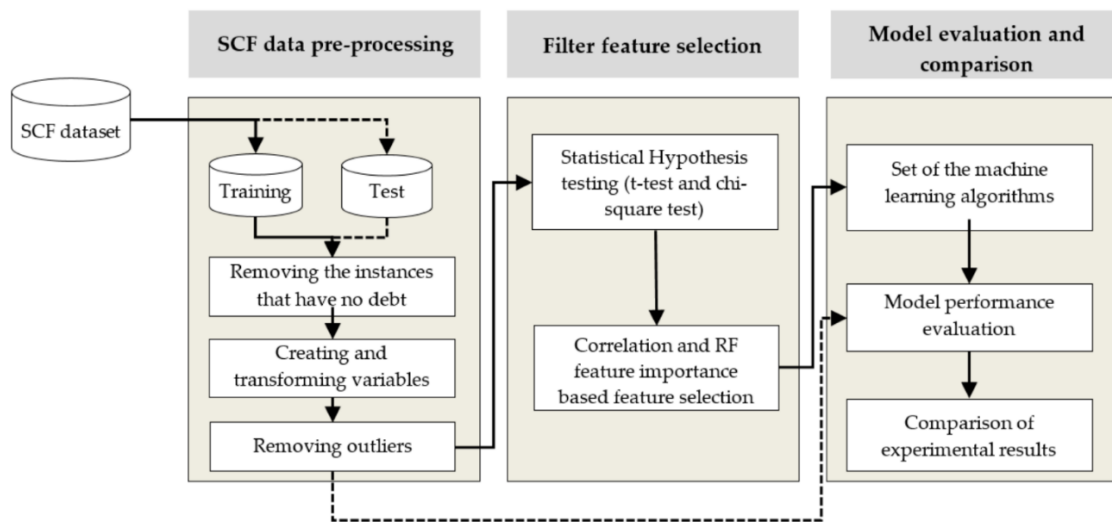 SCF data pre-processing
Filter feature selection
Model evaluation and
comparison
SCF dataset
Training
Test
Removing the instances
that have no debt
Creating and
transforming variables
Removing outliers
Statistical Hypothesis
testing (t-test and chi-
square test)
Correlation and RF
feature importance
based feature selection
Set of the machine
learning algorithms
Model performance
evaluation
Comparison of
experimental results